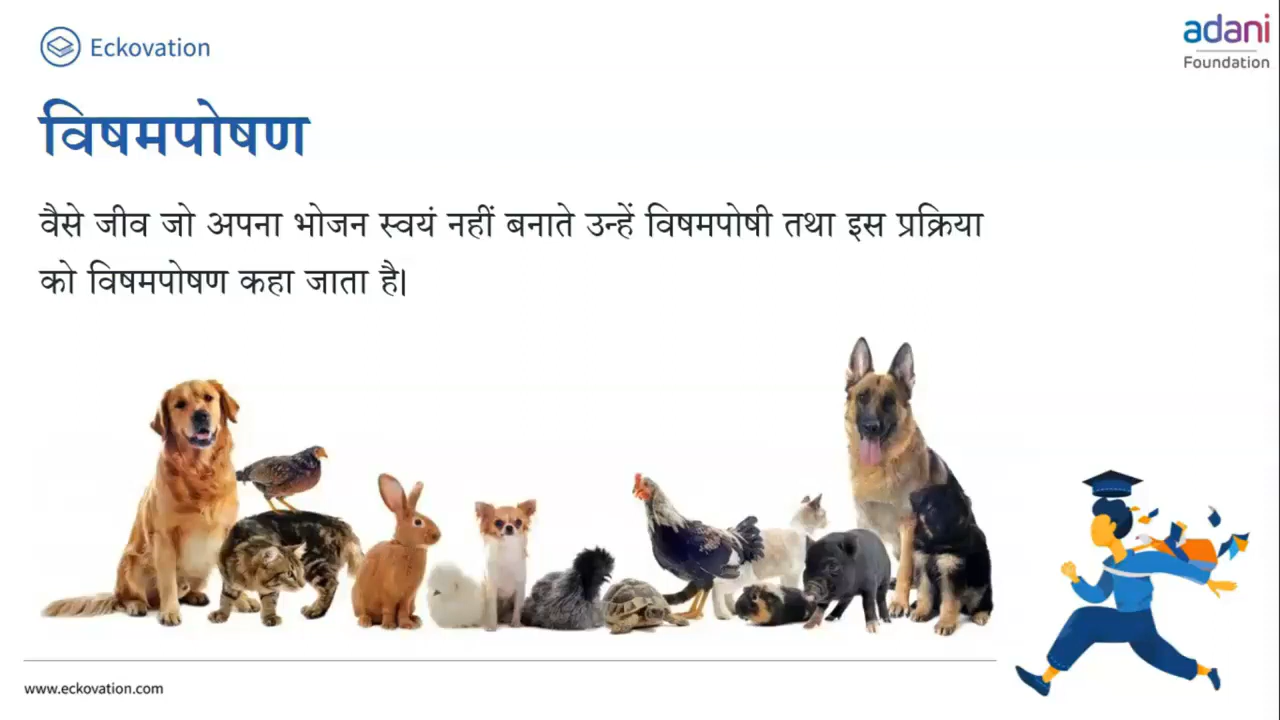 Eckovation
adani
Foundation
विषमपोषण
वैसे जीव जो अपना भोजन स्वयं नहीं बनाते उन्हें विषमपोषी तथा इस प्रक्रिया
को विषमपोषण कहा जाता है।
www.eckovation.com